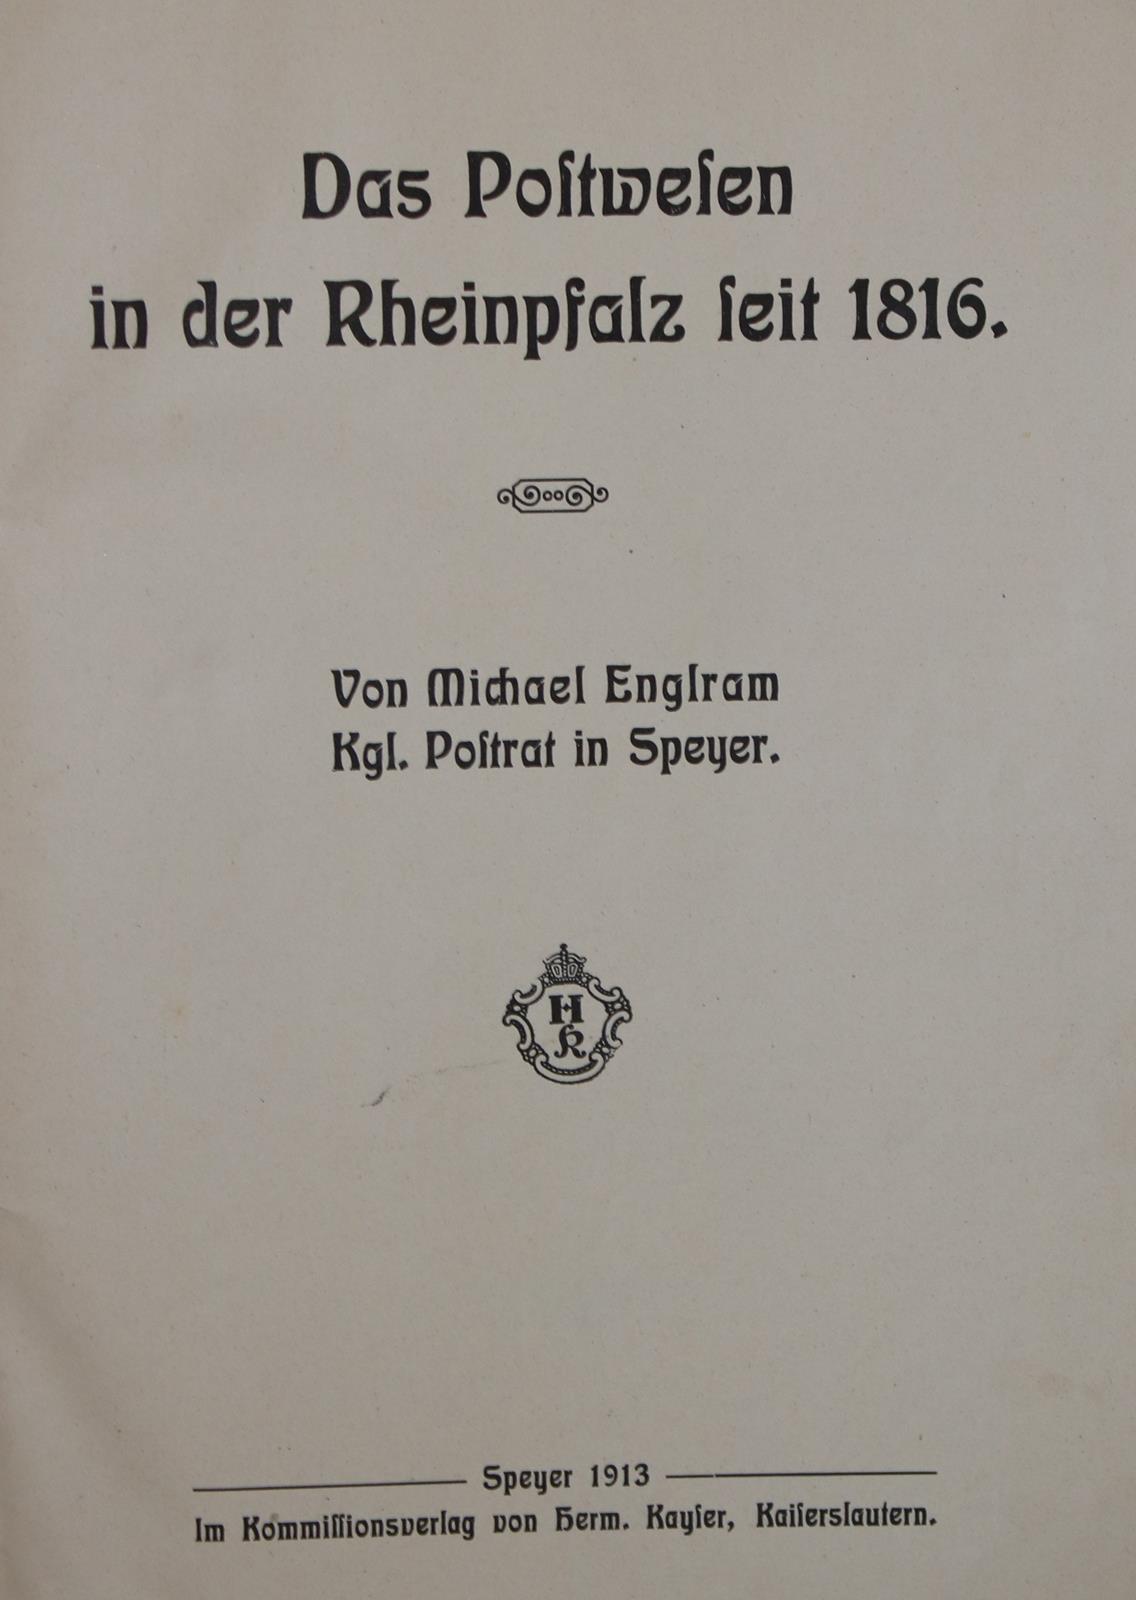 Das Poſtweſen
in der Rheinpfalz ſeit 1816.
Von Michael Englram
Kgl. Poſtrat in Speyer.
H
K
Speyer 1913
Im Kommiſſionsverlag von Herm. Kayſer, Kaiſerslautern.